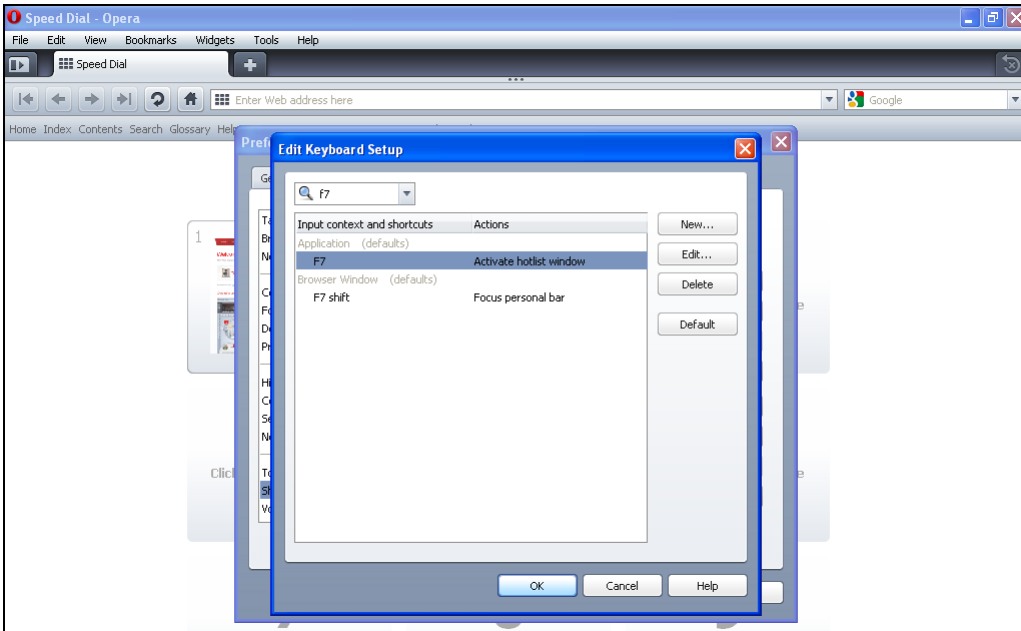 Speed Dial - Opera
File Edit View Bookmarks Widgets Tools Help
Speed Dial
Enter Web address here
Google
Home Index Contents Search Glossary Help
Edit Keyboard Setup
f7
Input context and shortcuts Actions
Application (defaults)
F7 Activate hotlist window
Browser Window (defaults)
F7 shift Focus personal bar
New...
Edit...
Delete
Default
1
OK Cancel Help